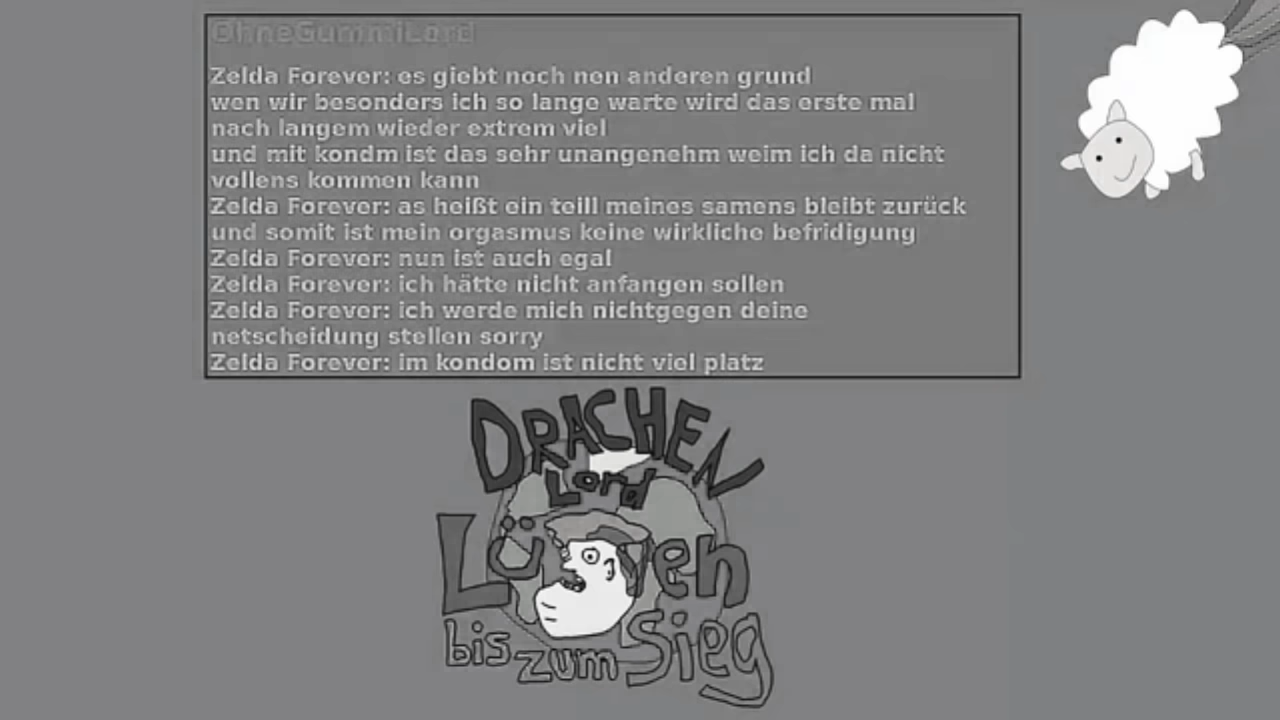 OhneGummiLord
Zelda Forever: es giebt noch nen anderen grund
wen wir besonders ich so lange warte wird das erste mal
nach langem wieder extrem viel
und mit kondm ist das sehr unangenehm weim ich da nicht
vollens kommen kann
Zelda Forever: as heißt ein teill meines samens bleibt zurück
und somit ist mein orgasmus keine wirkliche befridigung
Zelda Forever: nun ist auch egal
Zelda Forever: ich hätte nicht anfangen sollen
Zelda Forever: ich werde mich nichtgegen deine
netscheidung stellen sorry
Zelda Forever: im kondom ist nicht viel platz
DRACHEN
Lord
Lügen
bis zum Sieg